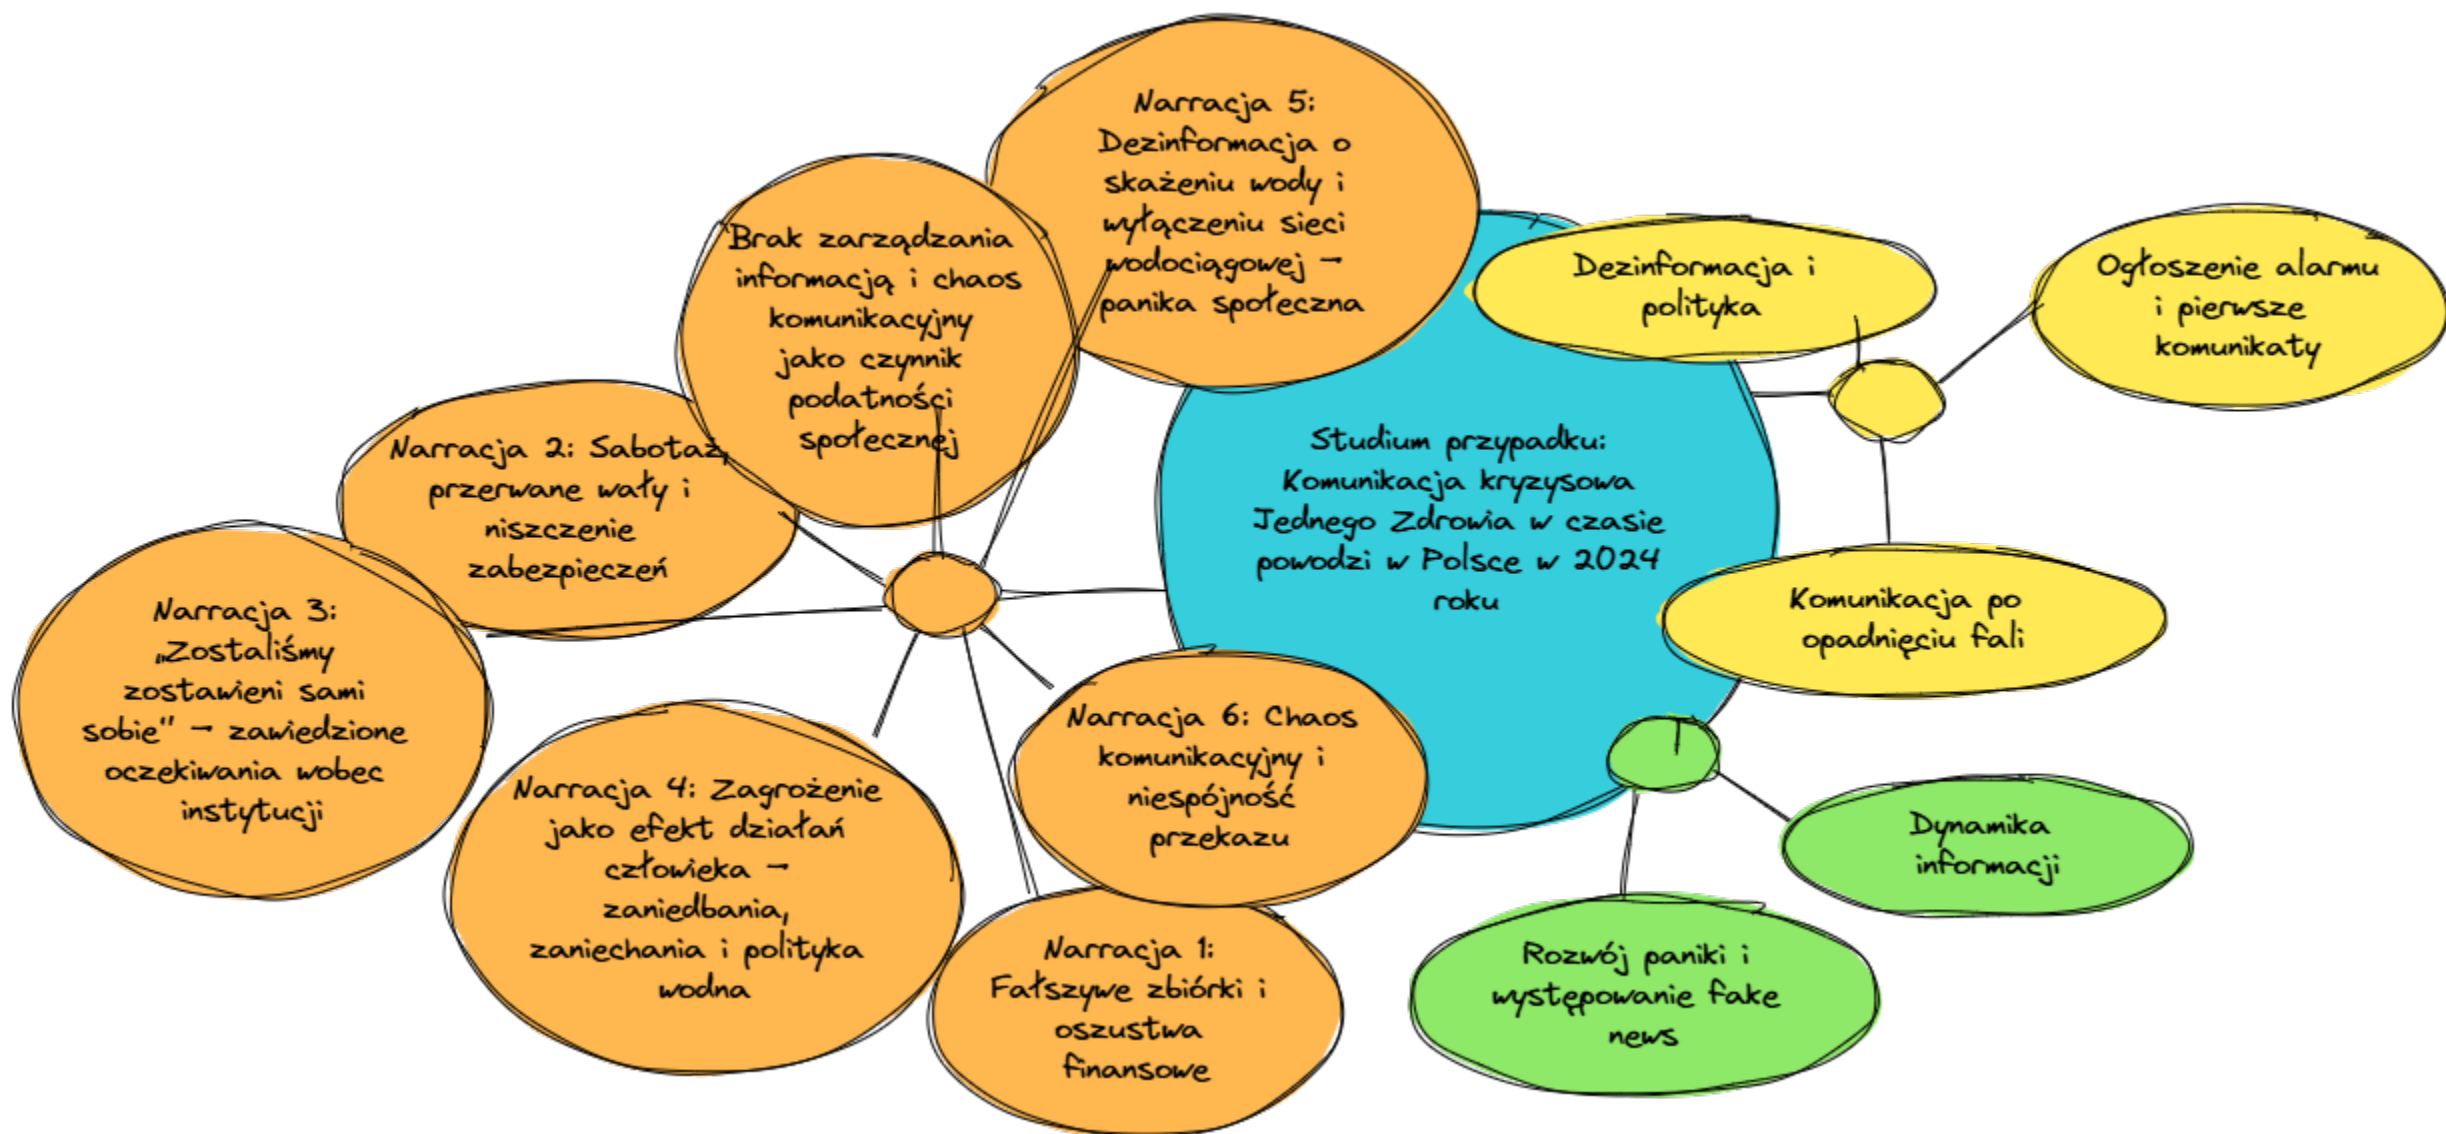 Narracja 5:
Dezinformacja o
skażeniu wody i
wyłączeniu sieci
wodociągowej –
panika społeczna
Brak zarządzania
informacją i chaos
komunikacyjny
jako czynnik
podatności
społecznej
Dezinformacja i
polityka
Ogłoszenie alarmu
i pierwsze
komunikaty
Narracja 2: Sabotaż,
przerwane wały i
niszczenie
zabezpieczeń
Studium przypadku:
Komunikacja kryzysowa
Jednego Zdrowia w czasie
powodzi w Polsce w 2024
roku
Narracja 3:
„Zostaliśmy
zostawieni sami
sobie” – zawiedzione
oczekiwania wobec
instytucji
Komunikacja po
opadnięciu fali
Narracja 4: Zagrożenie
jako efekt działań
człowieka –
zaniedbania,
zaniechania i polityka
wodna
Narracja 6: Chaos
komunikacyjny i
niespójność
przekazu
Dynamika
informacji
Narracja 1:
Fałszywe zbiórki i
oszustwa
finansowe
Rozwój paniki i
występowanie fake
news